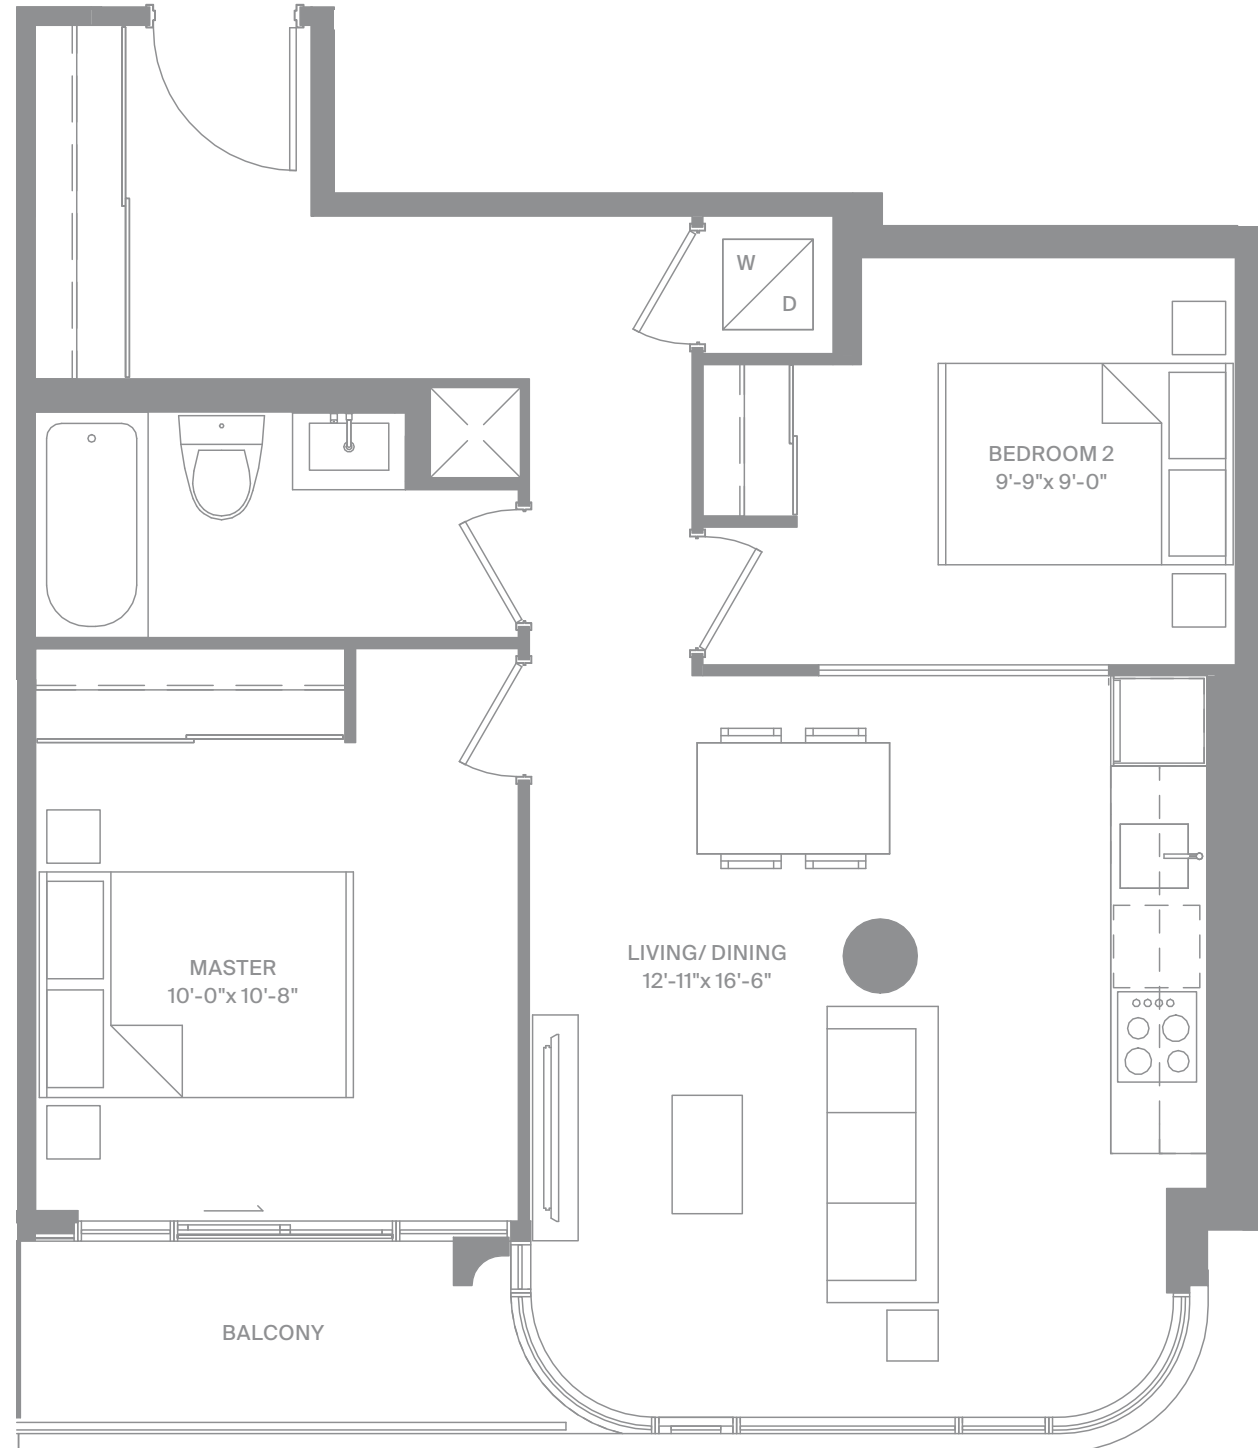 W
D
BEDROOM 2
9'-9"x 9'-0"
LIVING/ DINING
12'-11"x 16'-6"
MASTER
10'-0"x 10'-8"
BALCONY